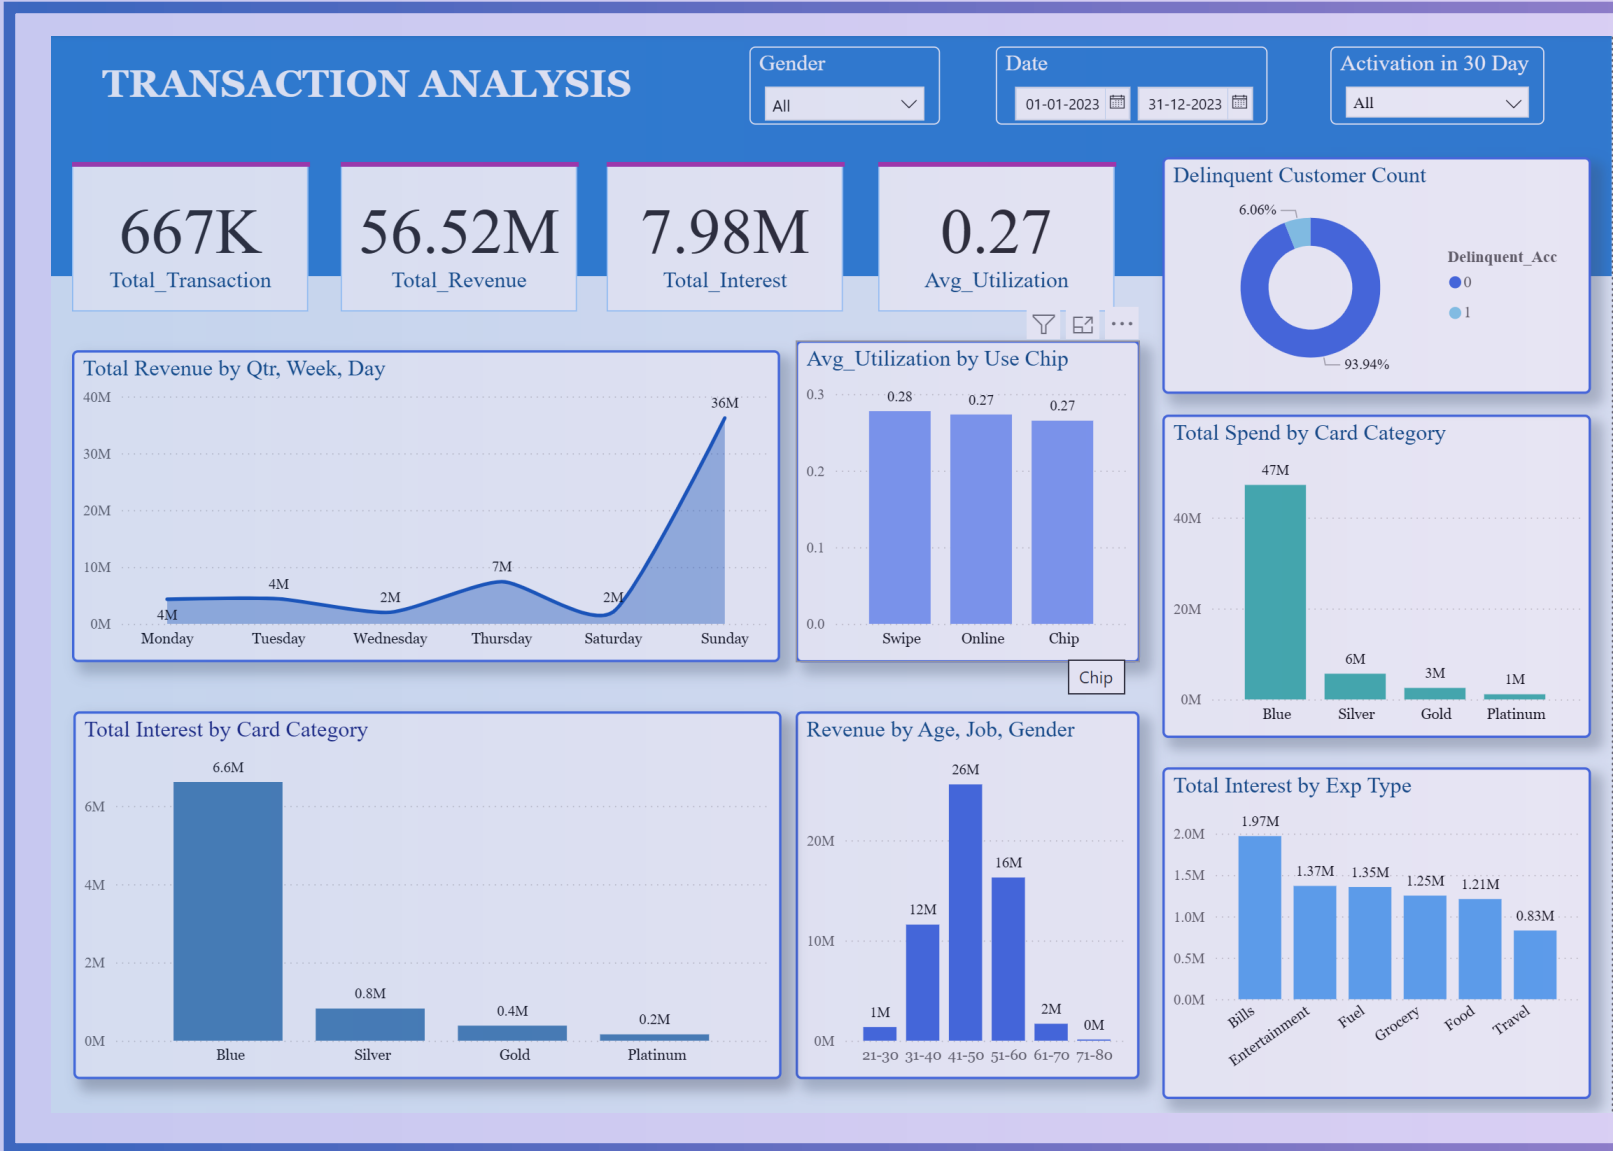 TRANSACTION ANALYSIS
Gender
All
Date
01-01-2023
31-12-2023
Activation in 30 Day
All
667K
Total_Transaction
56.52M
Total_Revenue
7.98M
Total_Interest
0.27
Avg_Utilization
Delinquent Customer Count
6.06%
93.94%
Delinquent_Acc
0
1
Total Revenue by Qtr, Week, Day
40M
30M
20M
10M
0M
4M
4M
2M
7M
2M
36M
Monday
Tuesday
Wednesday
Thursday
Saturday
Sunday
Avg_Utilization by Use Chip
0.3
0.2
0.1
0.0
0.28
0.27
0.27
Swipe
Online
Chip
Chip
Total Spend by Card Category
40M
20M
0M
47M
6M
3M
1M
Blue
Silver
Gold
Platinum
Total Interest by Card Category
6M
4M
2M
0M
6.6M
0.8M
0.4M
0.2M
Blue
Silver
Gold
Platinum
Revenue by Age, Job, Gender
20M
10M
0M
1M
12M
26M
16M
2M
0M
21-30
31-40
41-50
51-60
61-70
71-80
Total Interest by Exp Type
2.0M
1.5M
1.0M
0.5M
0.0M
1.97M
1.37M
1.35M
1.25M
1.21M
0.83M
Bills
Entertainment
Fuel
Grocery
Food
Travel